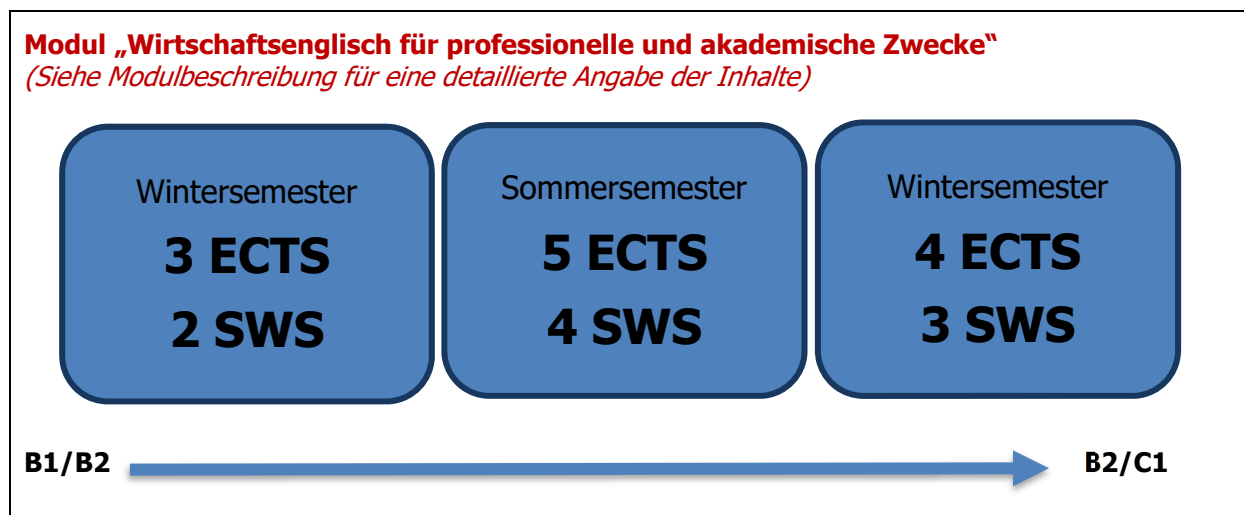 Modul „Wirtschaftsenglisch für professionelle und akademische Zwecke“
(Siehe Modulbeschreibung für eine detaillierte Angabe der Inhalte)
Wintersemester
3 ECTS
2 SWS
Sommersemester
5 ECTS
4 SWS
Wintersemester
4 ECTS
3 SWS
B1/B2
B2/C1